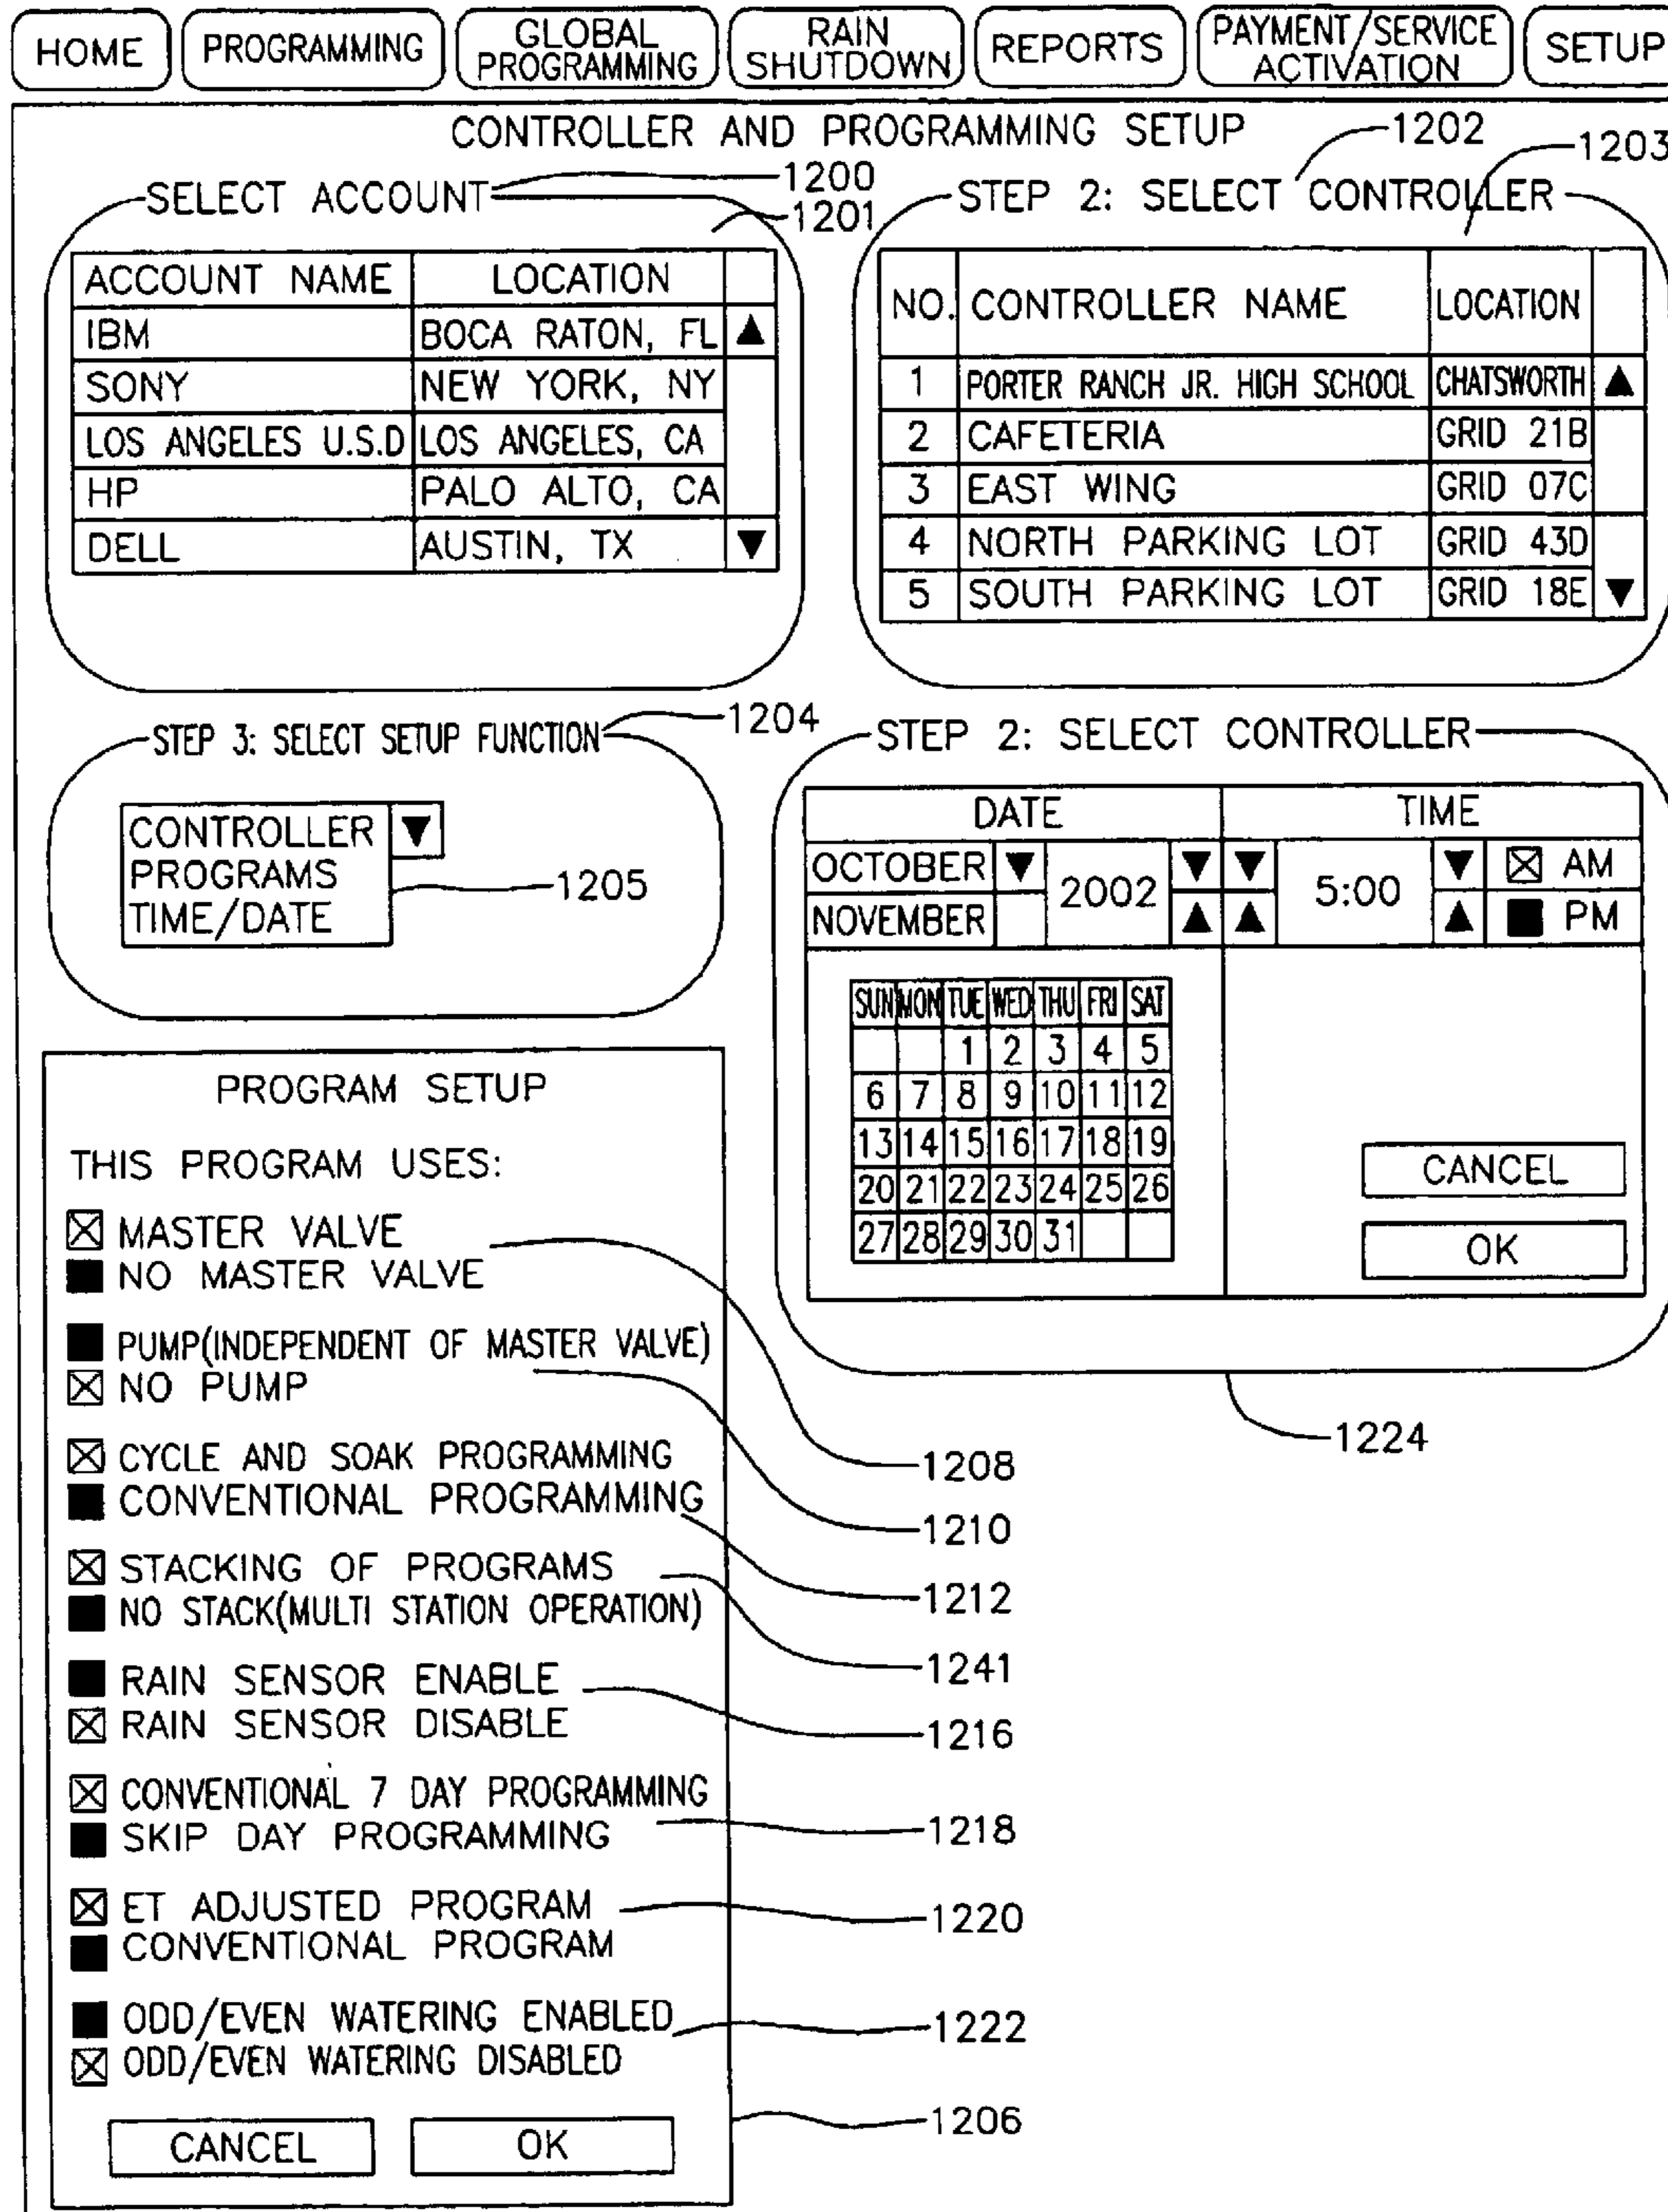 HOME
PROGRAMMING
GLOBAL
PROGRAMMING
RAIN
SHUTDOWN
REPORTS
PAYMENT/SERVICE
ACTIVATION
SETUP
CONTROLLER AND PROGRAMMING SETUP
1202
1203
SELECT ACCOUNT
1200
1201
ACCOUNT NAME LOCATION
IBM BOCA RATON, FL ▲
SONY NEW YORK, NY
LOS ANGELES U.S.D LOS ANGELES, CA
HP PALO ALTO, CA
DELL AUSTIN, TX ▼
STEP 2: SELECT CONTROLLER
NO. CONTROLLER NAME LOCATION
1 PORTER RANCH JR. HIGH SCHOOL CHATSWORTH ▲
2 CAFETERIA GRID 21B
3 EAST WING GRID 07C
4 NORTH PARKING LOT GRID 43D
5 SOUTH PARKING LOT GRID 18E ▼
STEP 3: SELECT SETUP FUNCTION
1204
CONTROLLER ▼
PROGRAMS
TIME/DATE
1205
STEP 2: SELECT CONTROLLER
DATE TIME
OCTOBER ▼ 2002 ▼ ▼ 5:00 ▼ ☒ AM
NOVEMBER ▲ ▲ ▲ ■ PM
SUN MON TUE WED THU FRI SAT
1 2 3 4 5
6 7 8 9 10 11 12
13 14 15 16 17 18 19
20 21 22 23 24 25 26
27 28 29 30 31
CANCEL
OK
1224
PROGRAM SETUP
THIS PROGRAM USES:
☒ MASTER VALVE
■ NO MASTER VALVE
1208
■ PUMP(INDEPENDENT OF MASTER VALVE)
☒ NO PUMP
1210
☒ CYCLE AND SOAK PROGRAMMING
■ CONVENTIONAL PROGRAMMING
1212
☒ STACKING OF PROGRAMS
■ NO STACK(MULTI STATION OPERATION)
1241
■ RAIN SENSOR ENABLE
☒ RAIN SENSOR DISABLE
1216
☒ CONVENTIONAL 7 DAY PROGRAMMING
■ SKIP DAY PROGRAMMING
1218
☒ ET ADJUSTED PROGRAM
■ CONVENTIONAL PROGRAM
1220
■ ODD/EVEN WATERING ENABLED
☒ ODD/EVEN WATERING DISABLED
1222
CANCEL
OK
1206